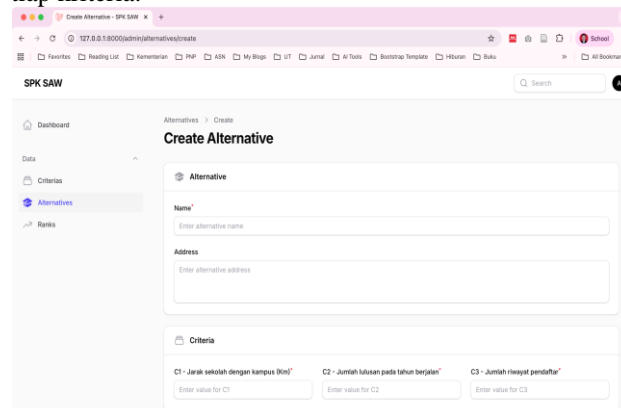 tiap kriteria.
Create Alternative - SPK SAW
127.0.0.1:8000/admin/alternatives/create
School
Favorites Reading List Kementerian PNP ASN My Blogs UT Jurnal AI Tools Bootstrap Template Hiburan Buku » All Bookmar
SPK SAW
Search
A
Dashboard
Alternatives > Create
Create Alternative
Data
Criterias
Alternatives
Ranks
Alternative
Name*
Enter alternative name
Address
Enter alternative address
Criteria
C1 - Jarak sekolah dengan kampus (Km)* C2 - Jumlah lulusan pada tahun berjalan* C3 - Jumlah riwayat pendaftar*
Enter value for C1 Enter value for C2 Enter value for C3